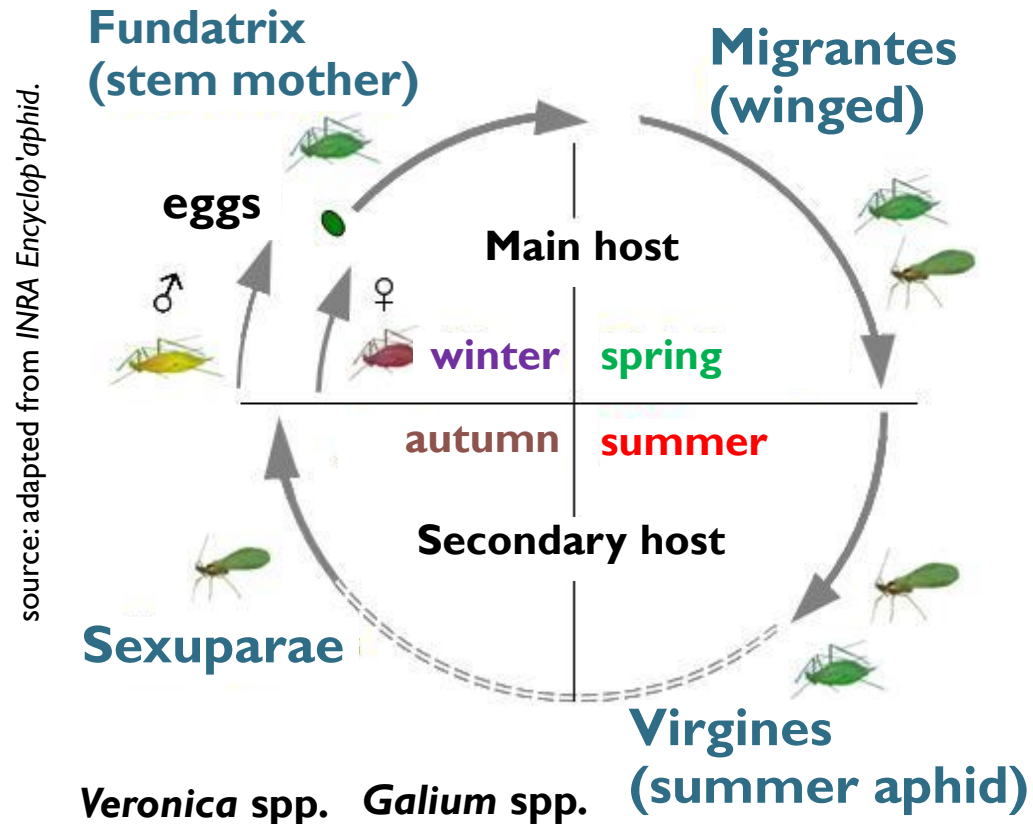 Fundatrix
(stem mother)
Migrantes
(winged)
source: adapted from INRA Encyclop'aphid.
eggs
Main host
♂
♀
winter
spring
autumn
summer
Secondary host
Sexuparae
Virgines
(summer aphid)
Veronica spp. Galium spp.